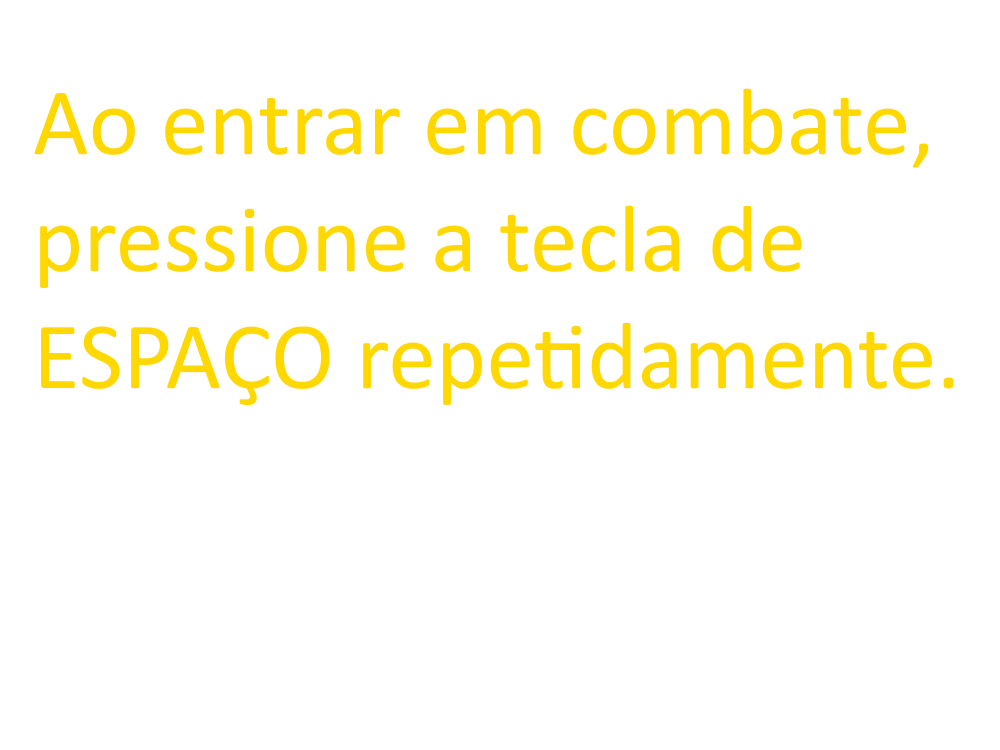 Ao entrar em combate,
pressione a tecla de
ESPAÇO repetidamente.